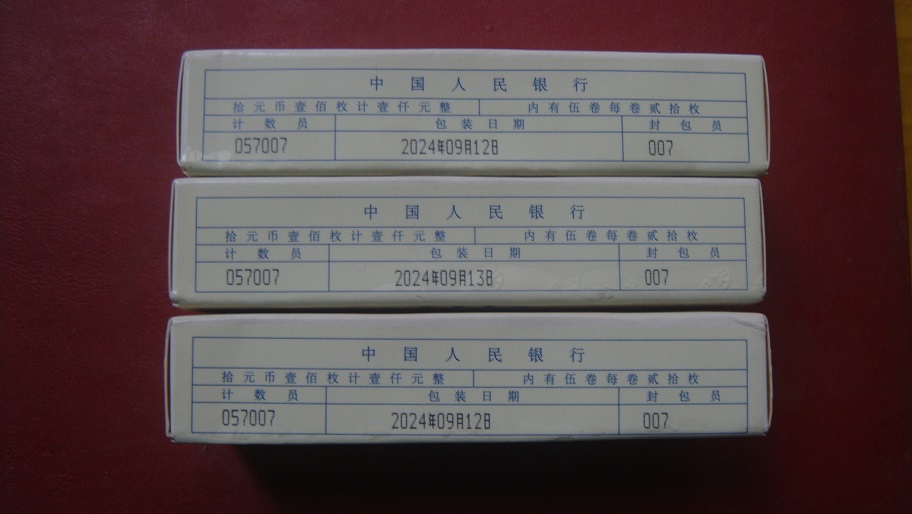 中国人民银行
拾元币壹佰枚计壹仟元整 内有伍卷每卷贰拾枚
计数员 包装日期 封包员
057007 2024年09月12日 007
中国人民银行
拾元币壹佰枚计壹仟元整 内有伍卷每卷贰拾枚
计数员 包装日期 封包员
057007 2024年09月13日 007
中国人民银行
拾元币壹佰枚计壹仟元整 内有伍卷每卷贰拾枚
计数员 包装日期 封包员
057007 2024年09月12日 007